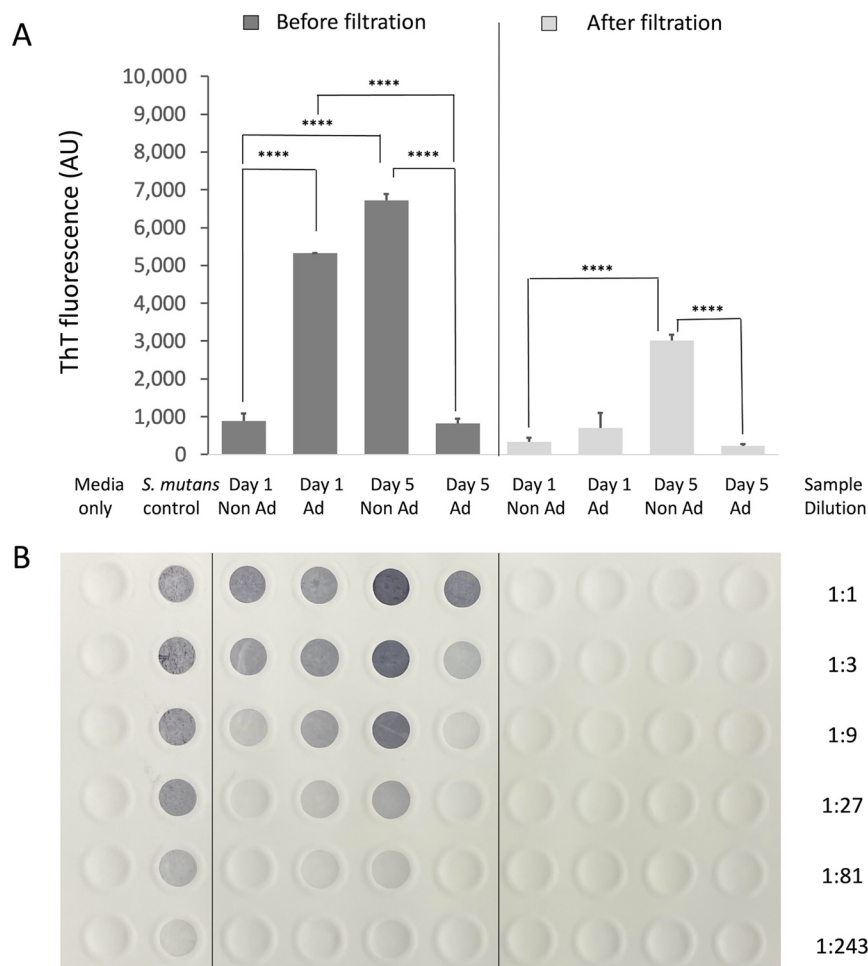 A
Before filtration
After filtration
ThT fluorescence (AU)
10,000
9,000
8,000
7,000
6,000
5,000
4,000
3,000
2,000
1,000
0
****
****
****
****
****
****
Media only
S. mutans control
Day 1 Non Ad
Day 1 Ad
Day 5 Non Ad
Day 5 Ad
Day 1 Non Ad
Day 1 Ad
Day 5 Non Ad
Day 5 Ad
Sample Dilution
B
1:1
1:3
1:9
1:27
1:81
1:243